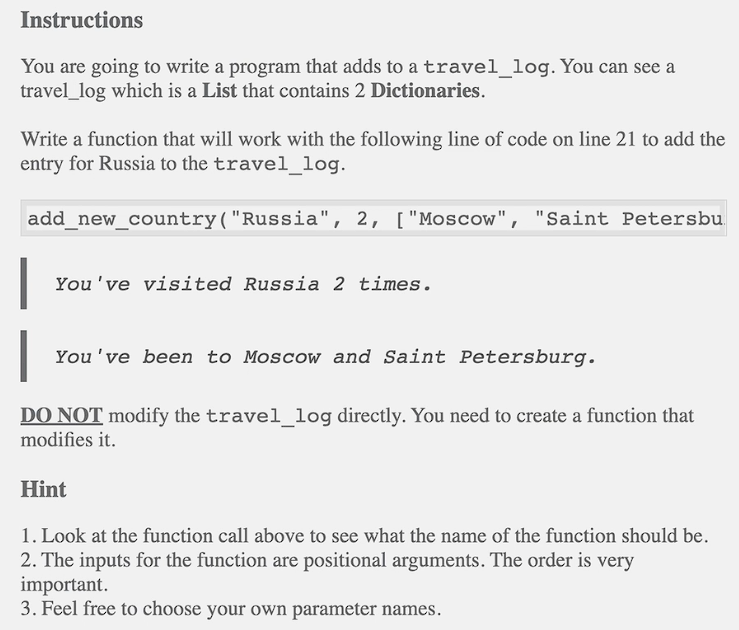 Instructions
You are going to write a program that adds to a travel_log. You can see a
travel_log which is a List that contains 2 Dictionaries.
Write a function that will work with the following line of code on line 21 to add the
entry for Russia to the travel_log.
add_new_country("Russia", 2, ["Moscow", "Saint Petersbu
You've visited Russia 2 times.
You've been to Moscow and Saint Petersburg.
DO NOT modify the travel_log directly. You need to create a function that
modifies it.
Hint
1. Look at the function call above to see what the name of the function should be.
2. The inputs for the function are positional arguments. The order is very
important.
3. Feel free to choose your own parameter names.